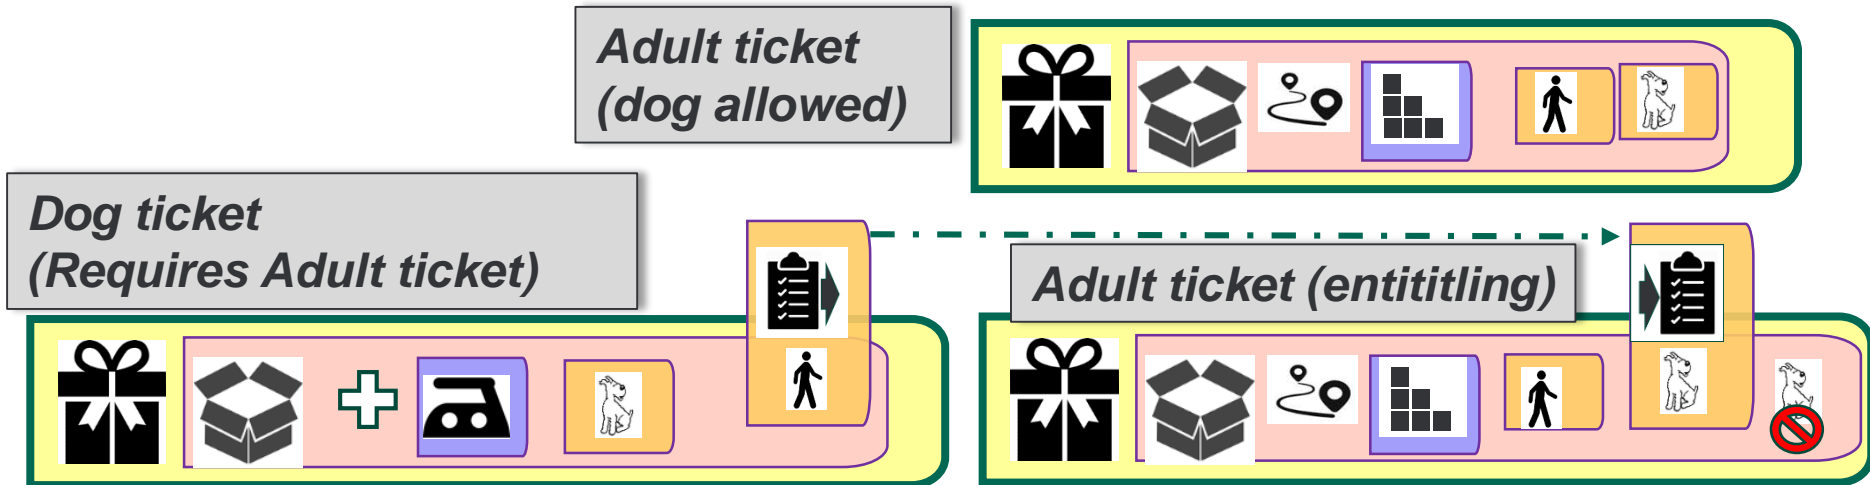 Adult ticket
(dog allowed)
Dog ticket
(Requires Adult ticket)
Adult ticket (entititling)